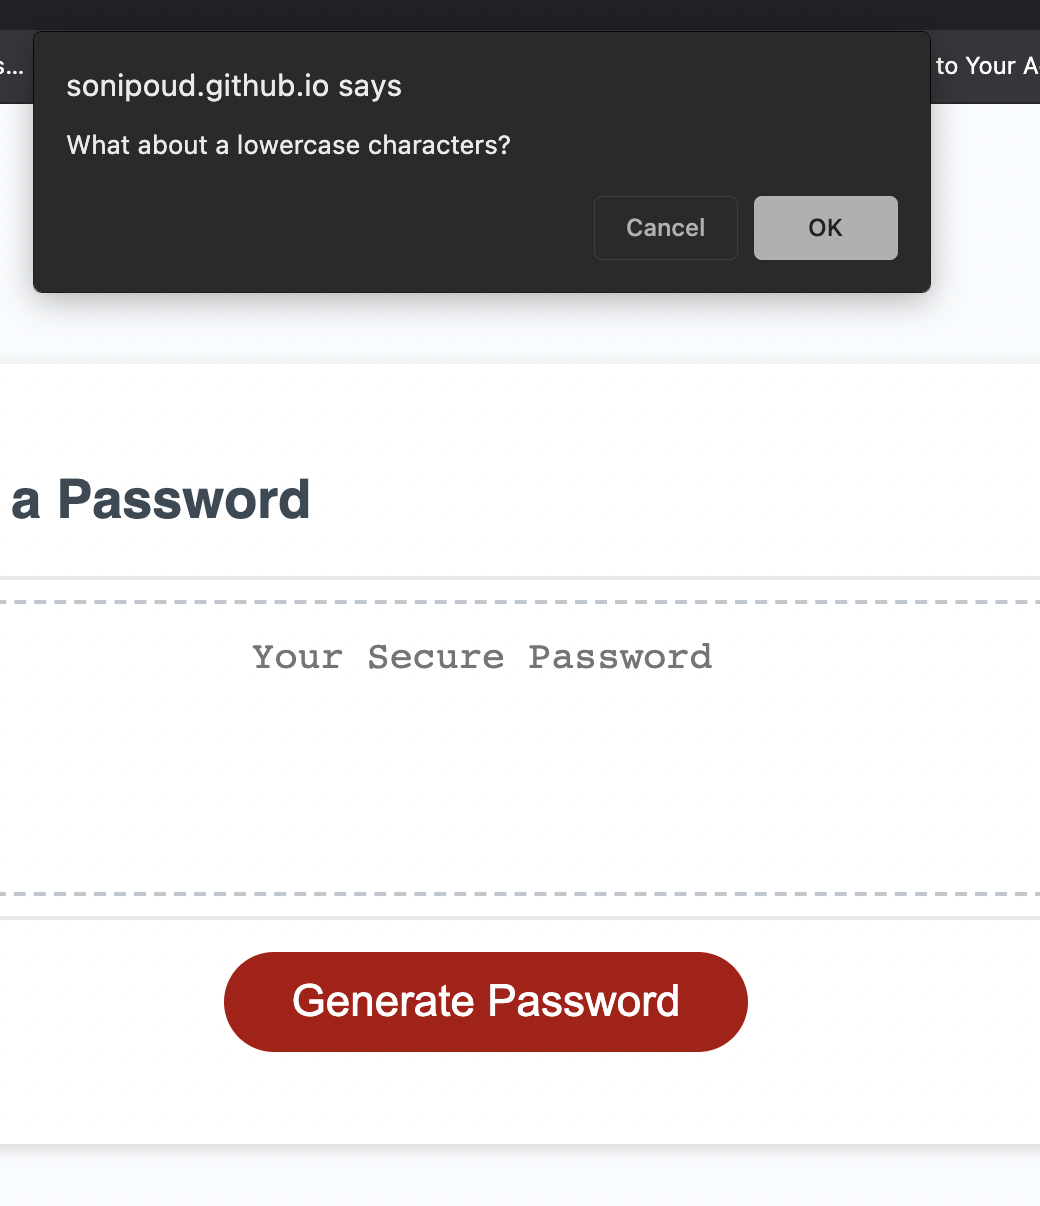 s...
to Your A
sonipoud.github.io says
What about a lowercase characters?
Cancel
OK
a Password
Your Secure Password
Generate Password